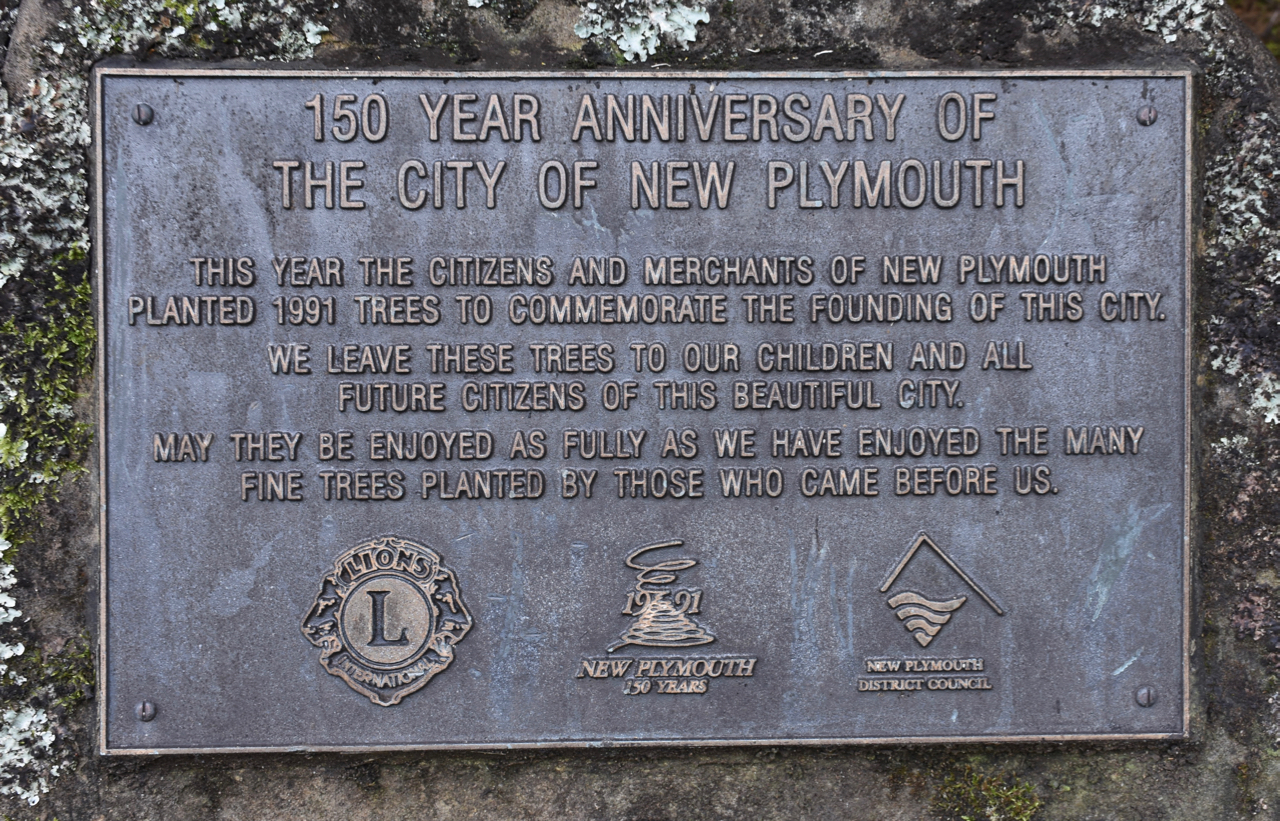 150 YEAR ANNIVERSARY OF
THE CITY OF NEW PLYMOUTH
THIS YEAR THE CITIZENS AND MERCHANTS OF NEW PLYMOUTH
PLANTED 1991 TREES TO COMMEMORATE THE FOUNDING OF THIS CITY.
WE LEAVE THESE TREES TO OUR CHILDREN AND ALL
FUTURE CITIZENS OF THIS BEAUTIFUL CITY.
MAY THEY BE ENJOYED AS FULLY AS WE HAVE ENJOYED THE MANY
FINE TREES PLANTED BY THOSE WHO CAME BEFORE US.
LIONS
L
INTERNATIONAL
1991
NEW PLYMOUTH
150 YEARS
NEW PLYMOUTH
DISTRICT COUNCIL